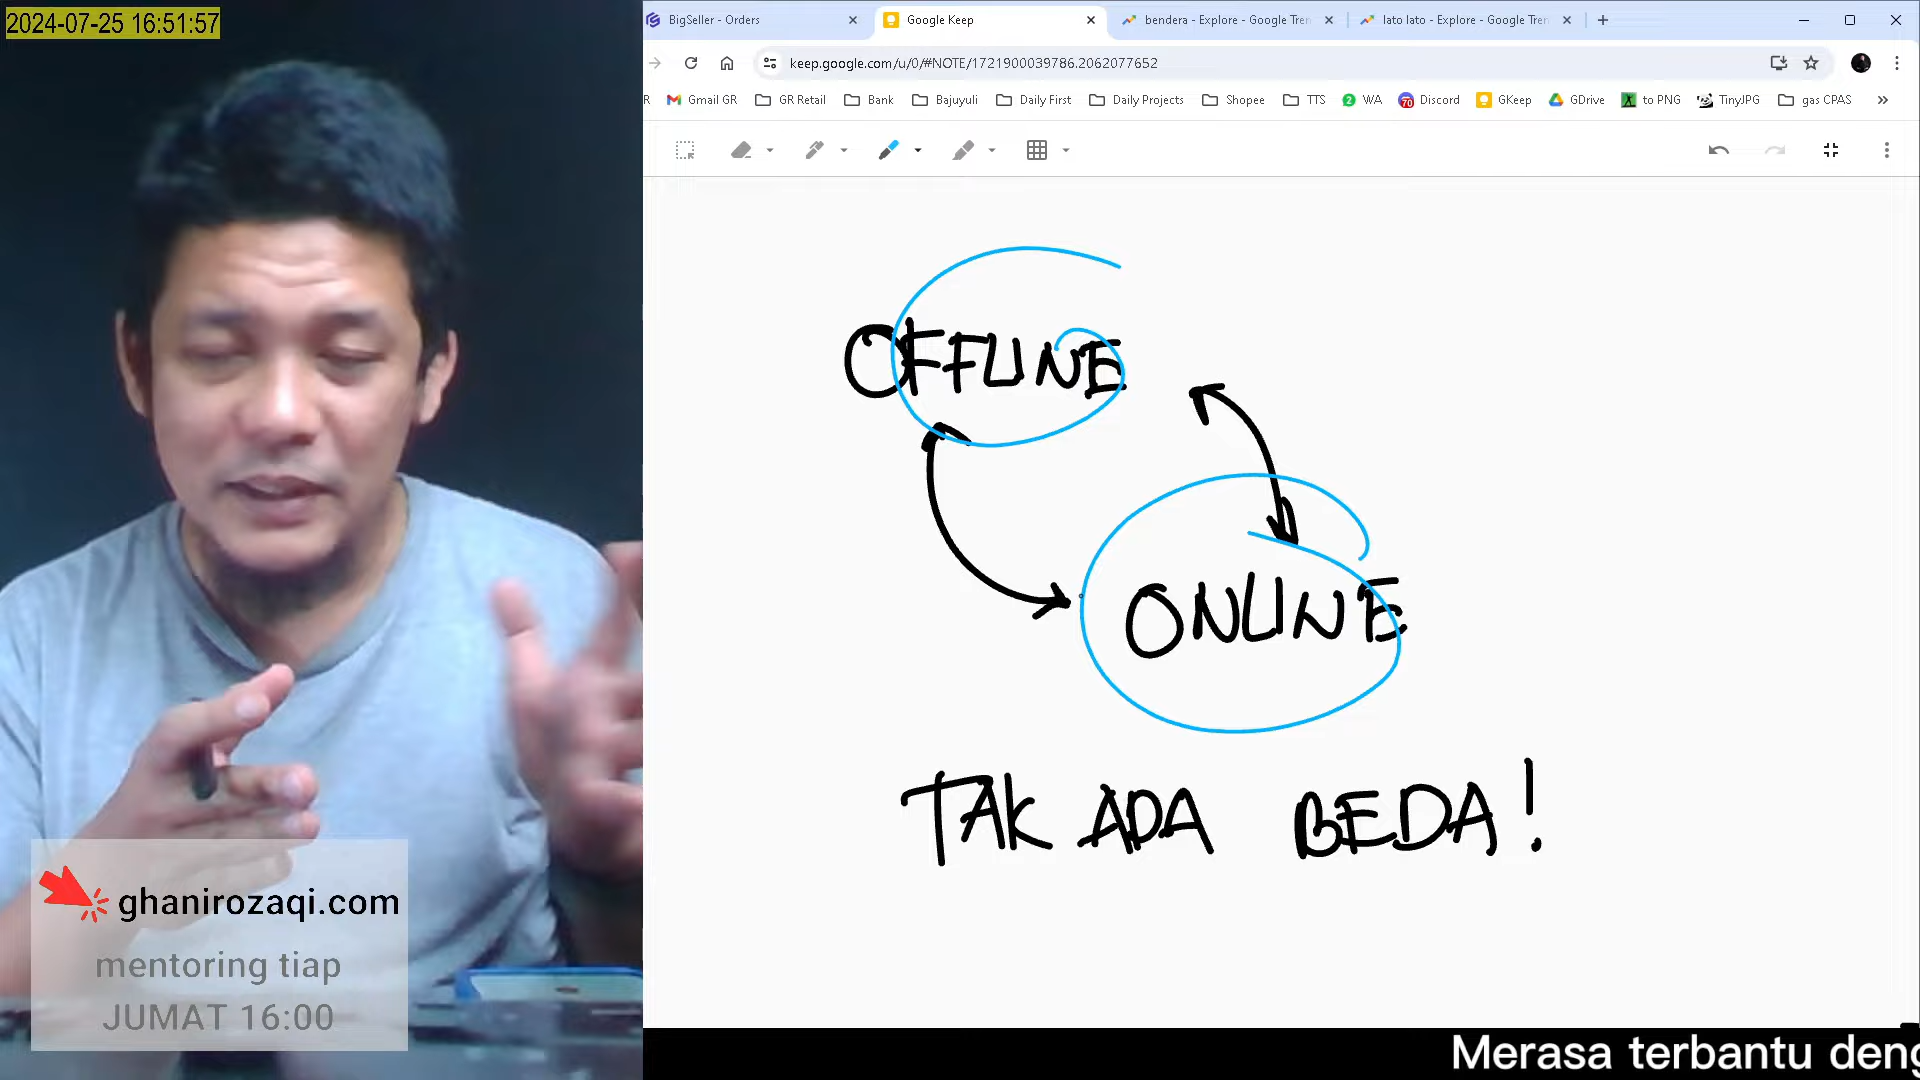 2024-07-25 16:51:57
BigSeller - Orders
Google Keep
bendera - Explore - Google Tren
lato lato - Explore - Google Tren
keep.google.com/u/0/#NOTE/1721900039786.2062077652
R Gmail GR GR Retail Bank Bajuyuli Daily First Daily Projects Shopee TTS 2 WA 70 Discord GKeep GDrive to PNG TinyJPG gas CPAS »
OFFLINE
ONLINE
TAK ADA BEDA!
ghanirozaqi.com
mentoring tiap
JUMAT 16:00
Merasa terbantu deng